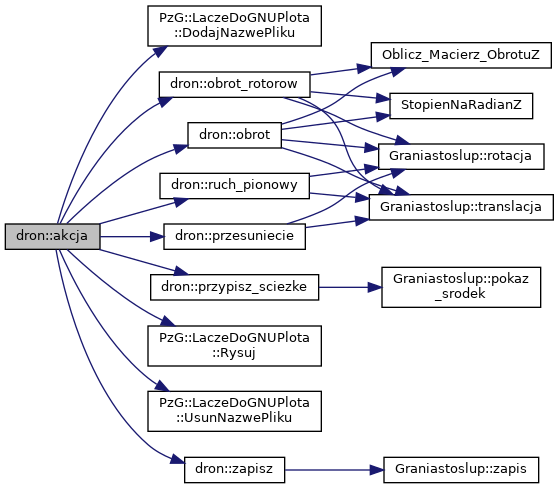 PzG::LaczeDoGNUPlota
::DodajNazwePliku
Oblicz_Macierz_ObrotuZ
dron::obrot_rotorow
StopienNaRadianZ
dron::obrot
Graniastoslup::rotacja
dron::ruch_pionowy
Graniastoslup::translacja
dron::akcja
dron::przesuniecie
dron::przypisz_sciezke
Graniastoslup::pokaz
_srodek
PzG::LaczeDoGNUPlota
::Rysuj
PzG::LaczeDoGNUPlota
::UsunNazwePliku
dron::zapisz
Graniastoslup::zapis